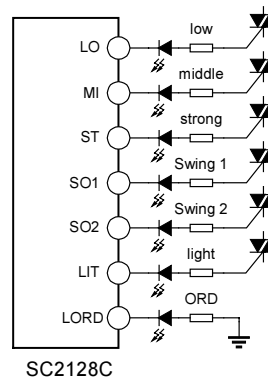 LO low
MI middle
ST strong
SO1 Swing 1
SO2 Swing 2
LIT light
LORD ORD
SC2128C